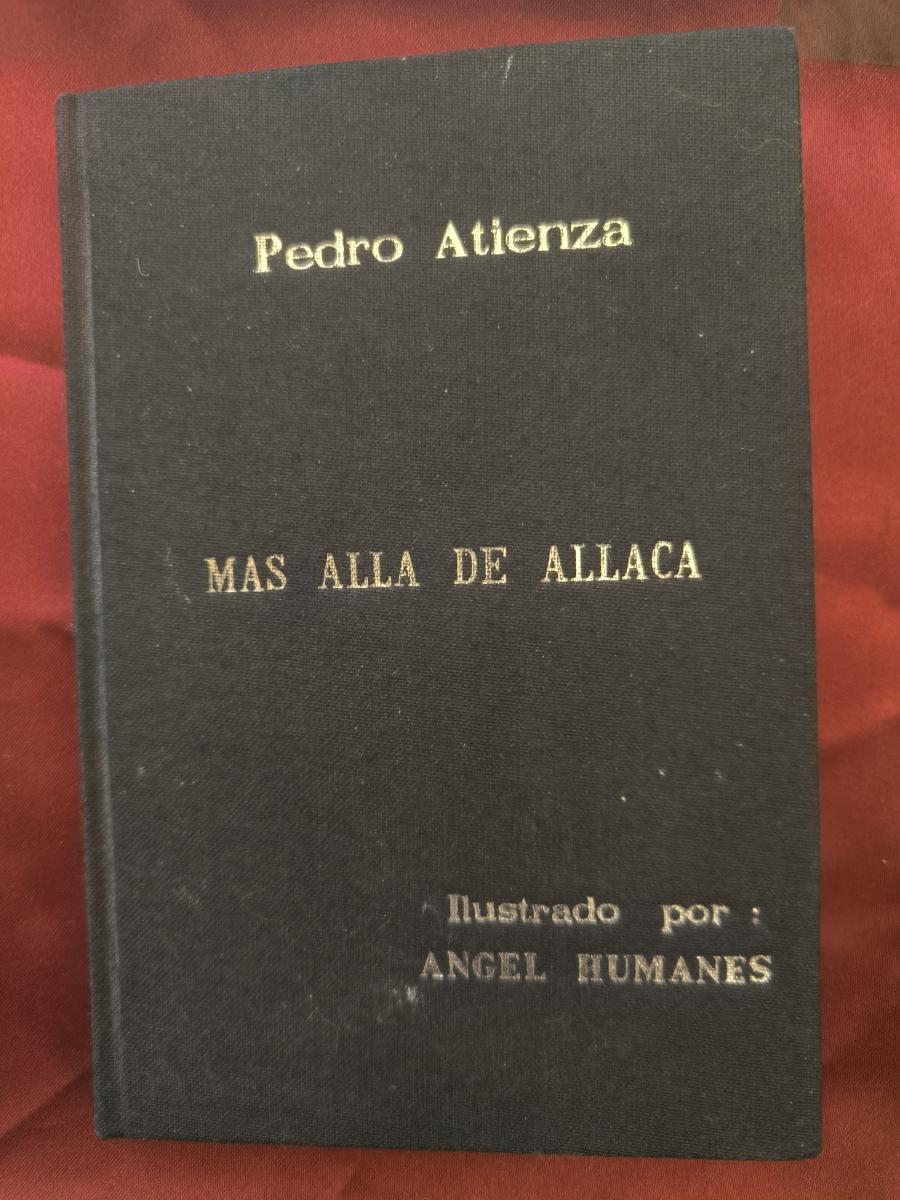 Pedro Atienza
MAS ALLA DE ALLACA
Ilustrado por :
ANGEL HUMANES